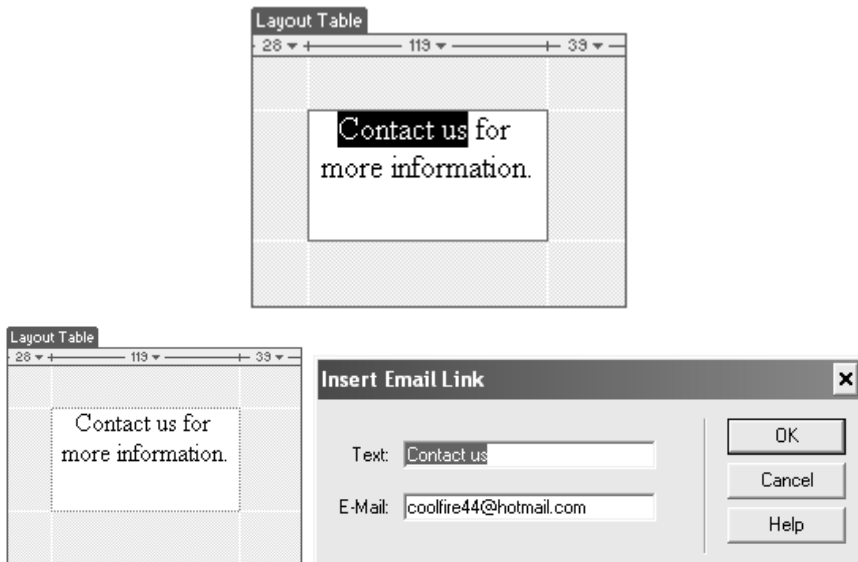 Layout Table
28 119 39
Contact us for
more information.
Layout Table
28 119 39
Contact us for
more information.
Insert Email Link
Text: Contact us
E-Mail: coolfire44@hotmail.com
OK
Cancel
Help